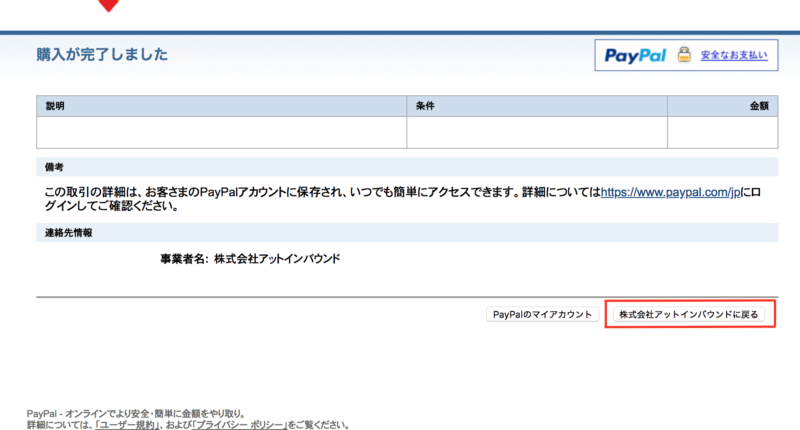 購入が完了しました
PayPal 安全なお支払い
説明 条件 金額
備考
この取引の詳細は、お客さまのPayPalアカウントに保存され、いつでも簡単にアクセスできます。詳細についてはhttps://www.paypal.com/jpにロ
グインしてご確認ください。
連絡先情報
事業者名: 株式会社アットインバウンド
PayPalのマイアカウント 株式会社アットインバウンドに戻る
PayPal - オンラインでより安全・簡単に金額をやり取り。
詳細については、「ユーザー規約」、および「プライバシー ポリシー」をご覧ください。